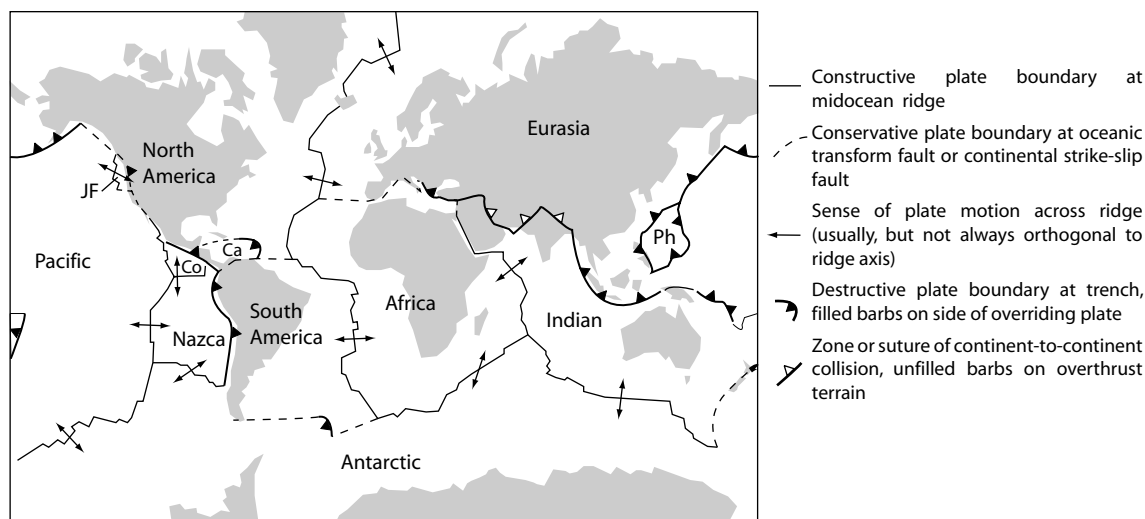 Eurasia
North
America
JF
Pacific
Ca
Co
Ph
South
America
Africa
Nazca
Indian
Antarctic
Constructive plate boundary at
midocean ridge
Conservative plate boundary at oceanic
transform fault or continental strike-slip
fault
Sense of plate motion across ridge
(usually, but not always orthogonal to
ridge axis)
Destructive plate boundary at trench,
filled barbs on side of overriding plate
Zone or suture of continent-to-continent
collision, unfilled barbs on overthrust
terrain